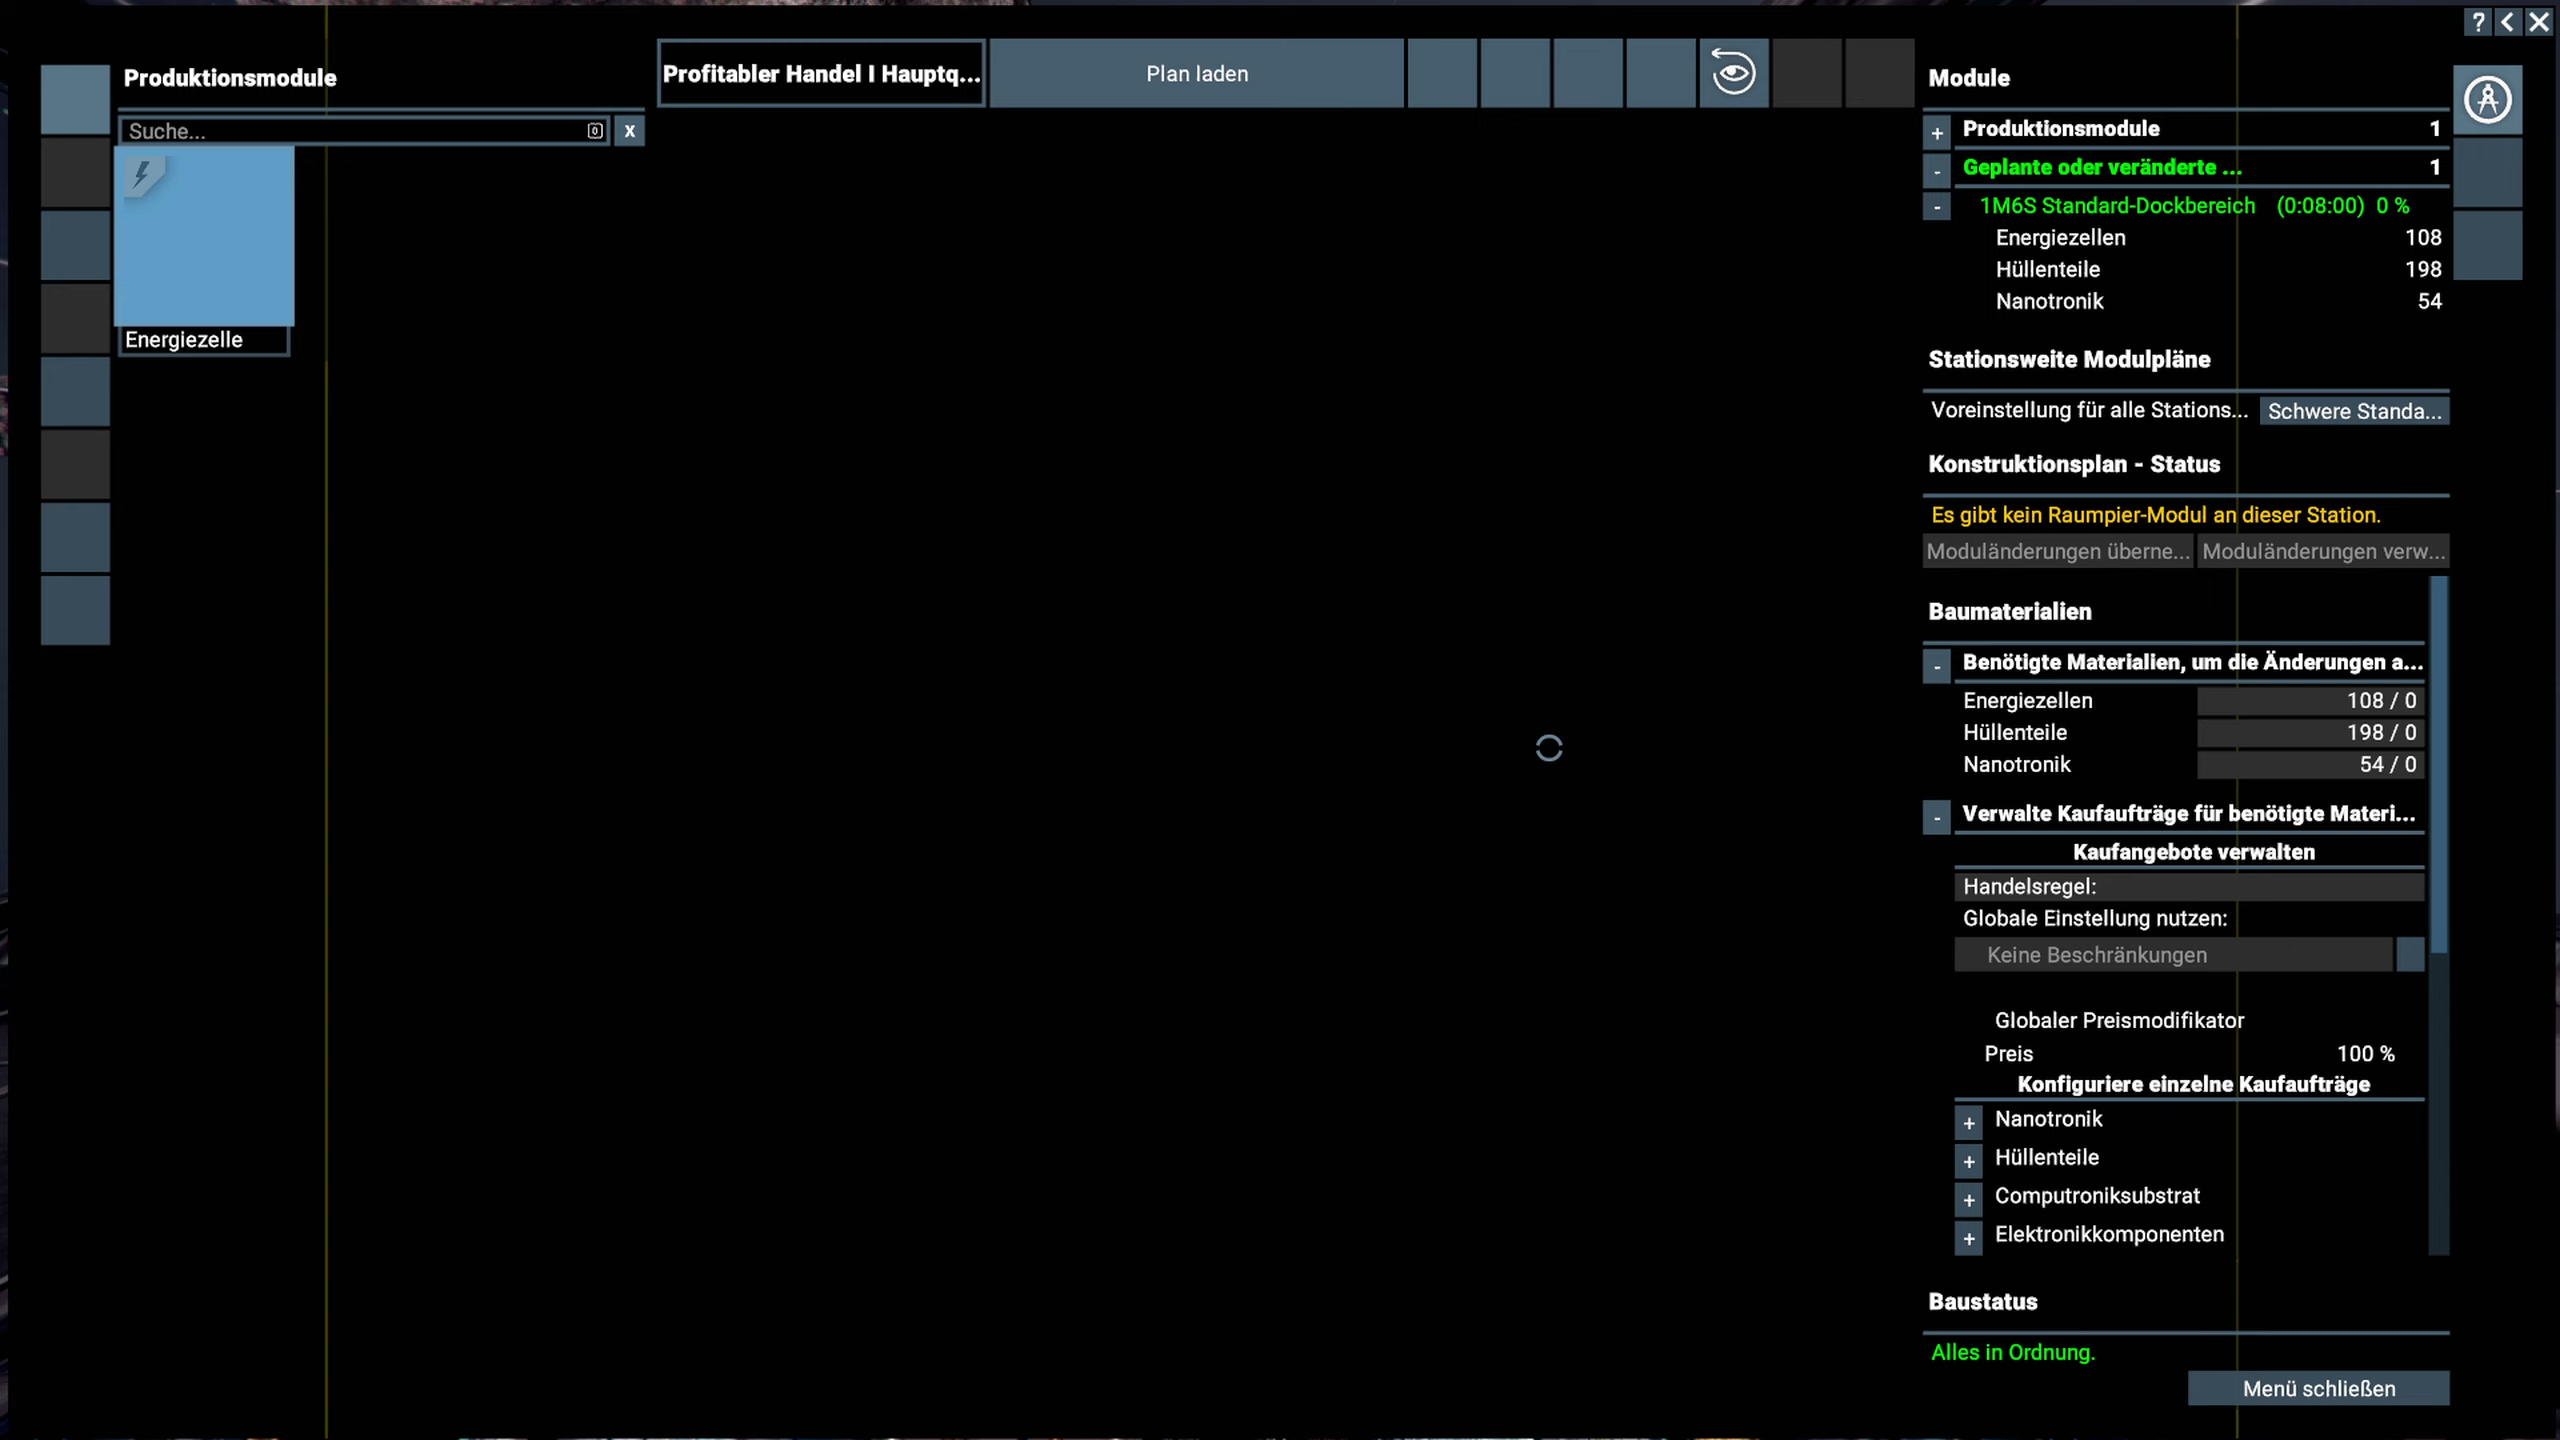 Produktionsmodule
Suche...
x
Energiezelle
Profitabler Handel I Hauptq...
Plan laden
?
Module
+ Produktionsmodule 1
- Geplante oder veränderte ... 1
- 1M6S Standard-Dockbereich (0:08:00) 0 %
Energiezellen 108
Hüllenteile 198
Nanotronik 54
Stationsweite Modulpläne
Voreinstellung für alle Stations... Schwere Standa...
Konstruktionsplan - Status
Es gibt kein Raumpier-Modul an dieser Station.
Moduländerungen überne... Moduländerungen verw...
Baumaterialien
- Benötigte Materialien, um die Änderungen a...
Energiezellen 108 / 0
Hüllenteile 198 / 0
Nanotronik 54 / 0
- Verwalte Kaufaufträge für benötigte Materi...
Kaufangebote verwalten
Handelsregel:
Globale Einstellung nutzen:
Keine Beschränkungen
Globaler Preismodifikator
Preis 100 %
Konfiguriere einzelne Kaufaufträge
+ Nanotronik
+ Hüllenteile
+ Computroniksubstrat
+ Elektronikkomponenten
Baustatus
Alles in Ordnung.
Menü schließen